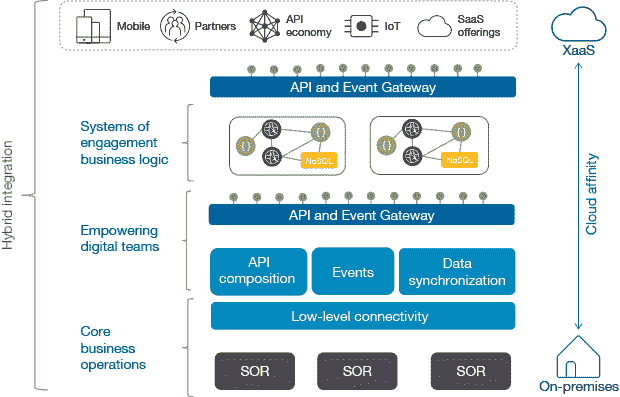 Mobile
Partners
API
economy
IoT
SaaS
offerings
XaaS
API and Event Gateway
Systems of
engagement
business logic
{}
{}
NoSQL
NoSQL
Hybrid integration
Cloud affinity
API and Event Gateway
Empowering
digital teams
API
composition
Events
Data
synchronization
Low-level connectivity
Core
business
operations
SOR
SOR
SOR
On-premises